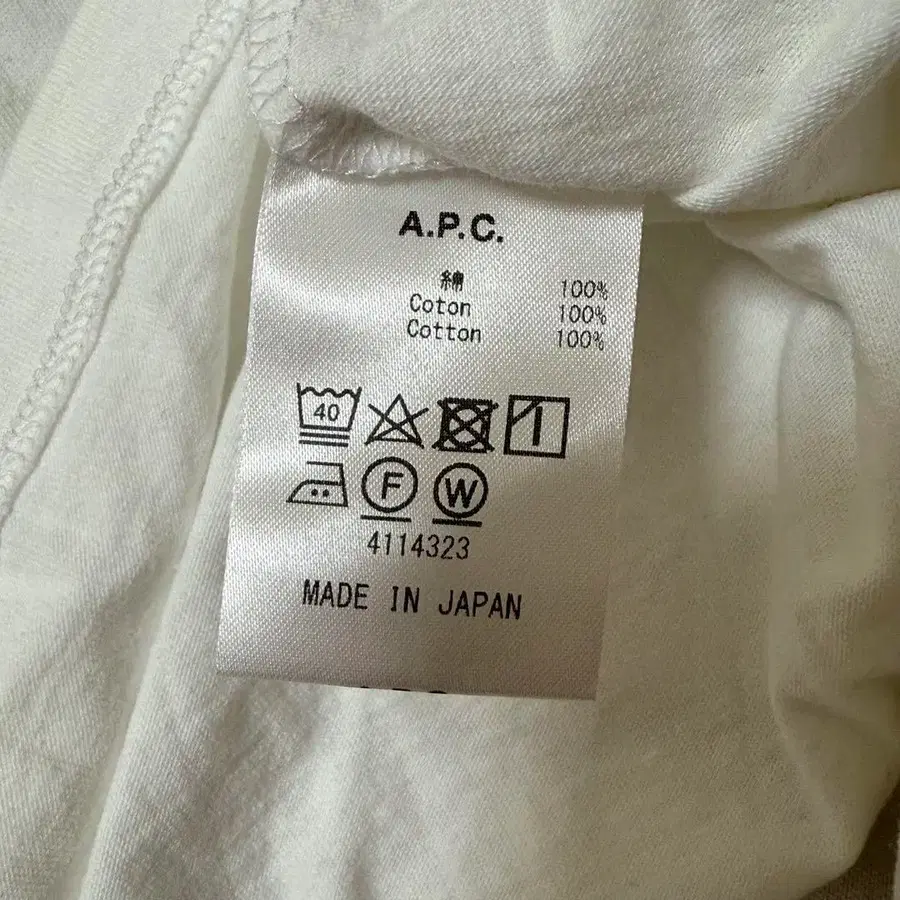 A.P.C.
綿 100%
Coton 100%
Cotton 100%
40
F W
4114323
MADE IN JAPAN